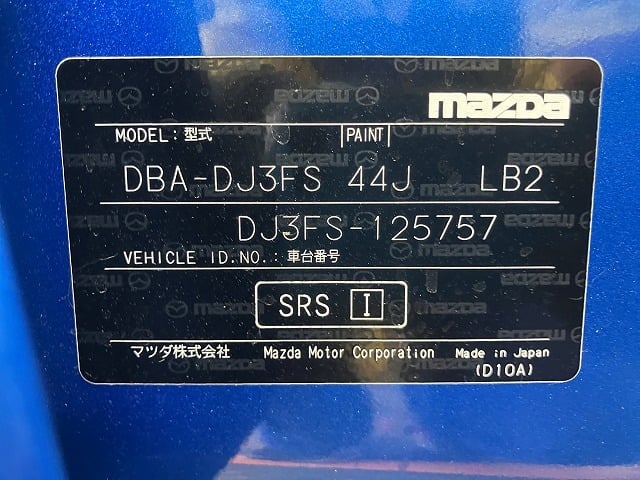 mazda
MODEL: 型式 PAINT
DBA-DJ3FS 44J LB2
DJ3FS-125757
VEHICLE ID.NO.: 車台番号
SRS I
マツダ株式会社 Mazda Motor Corporation Made in Japan
(D10A)